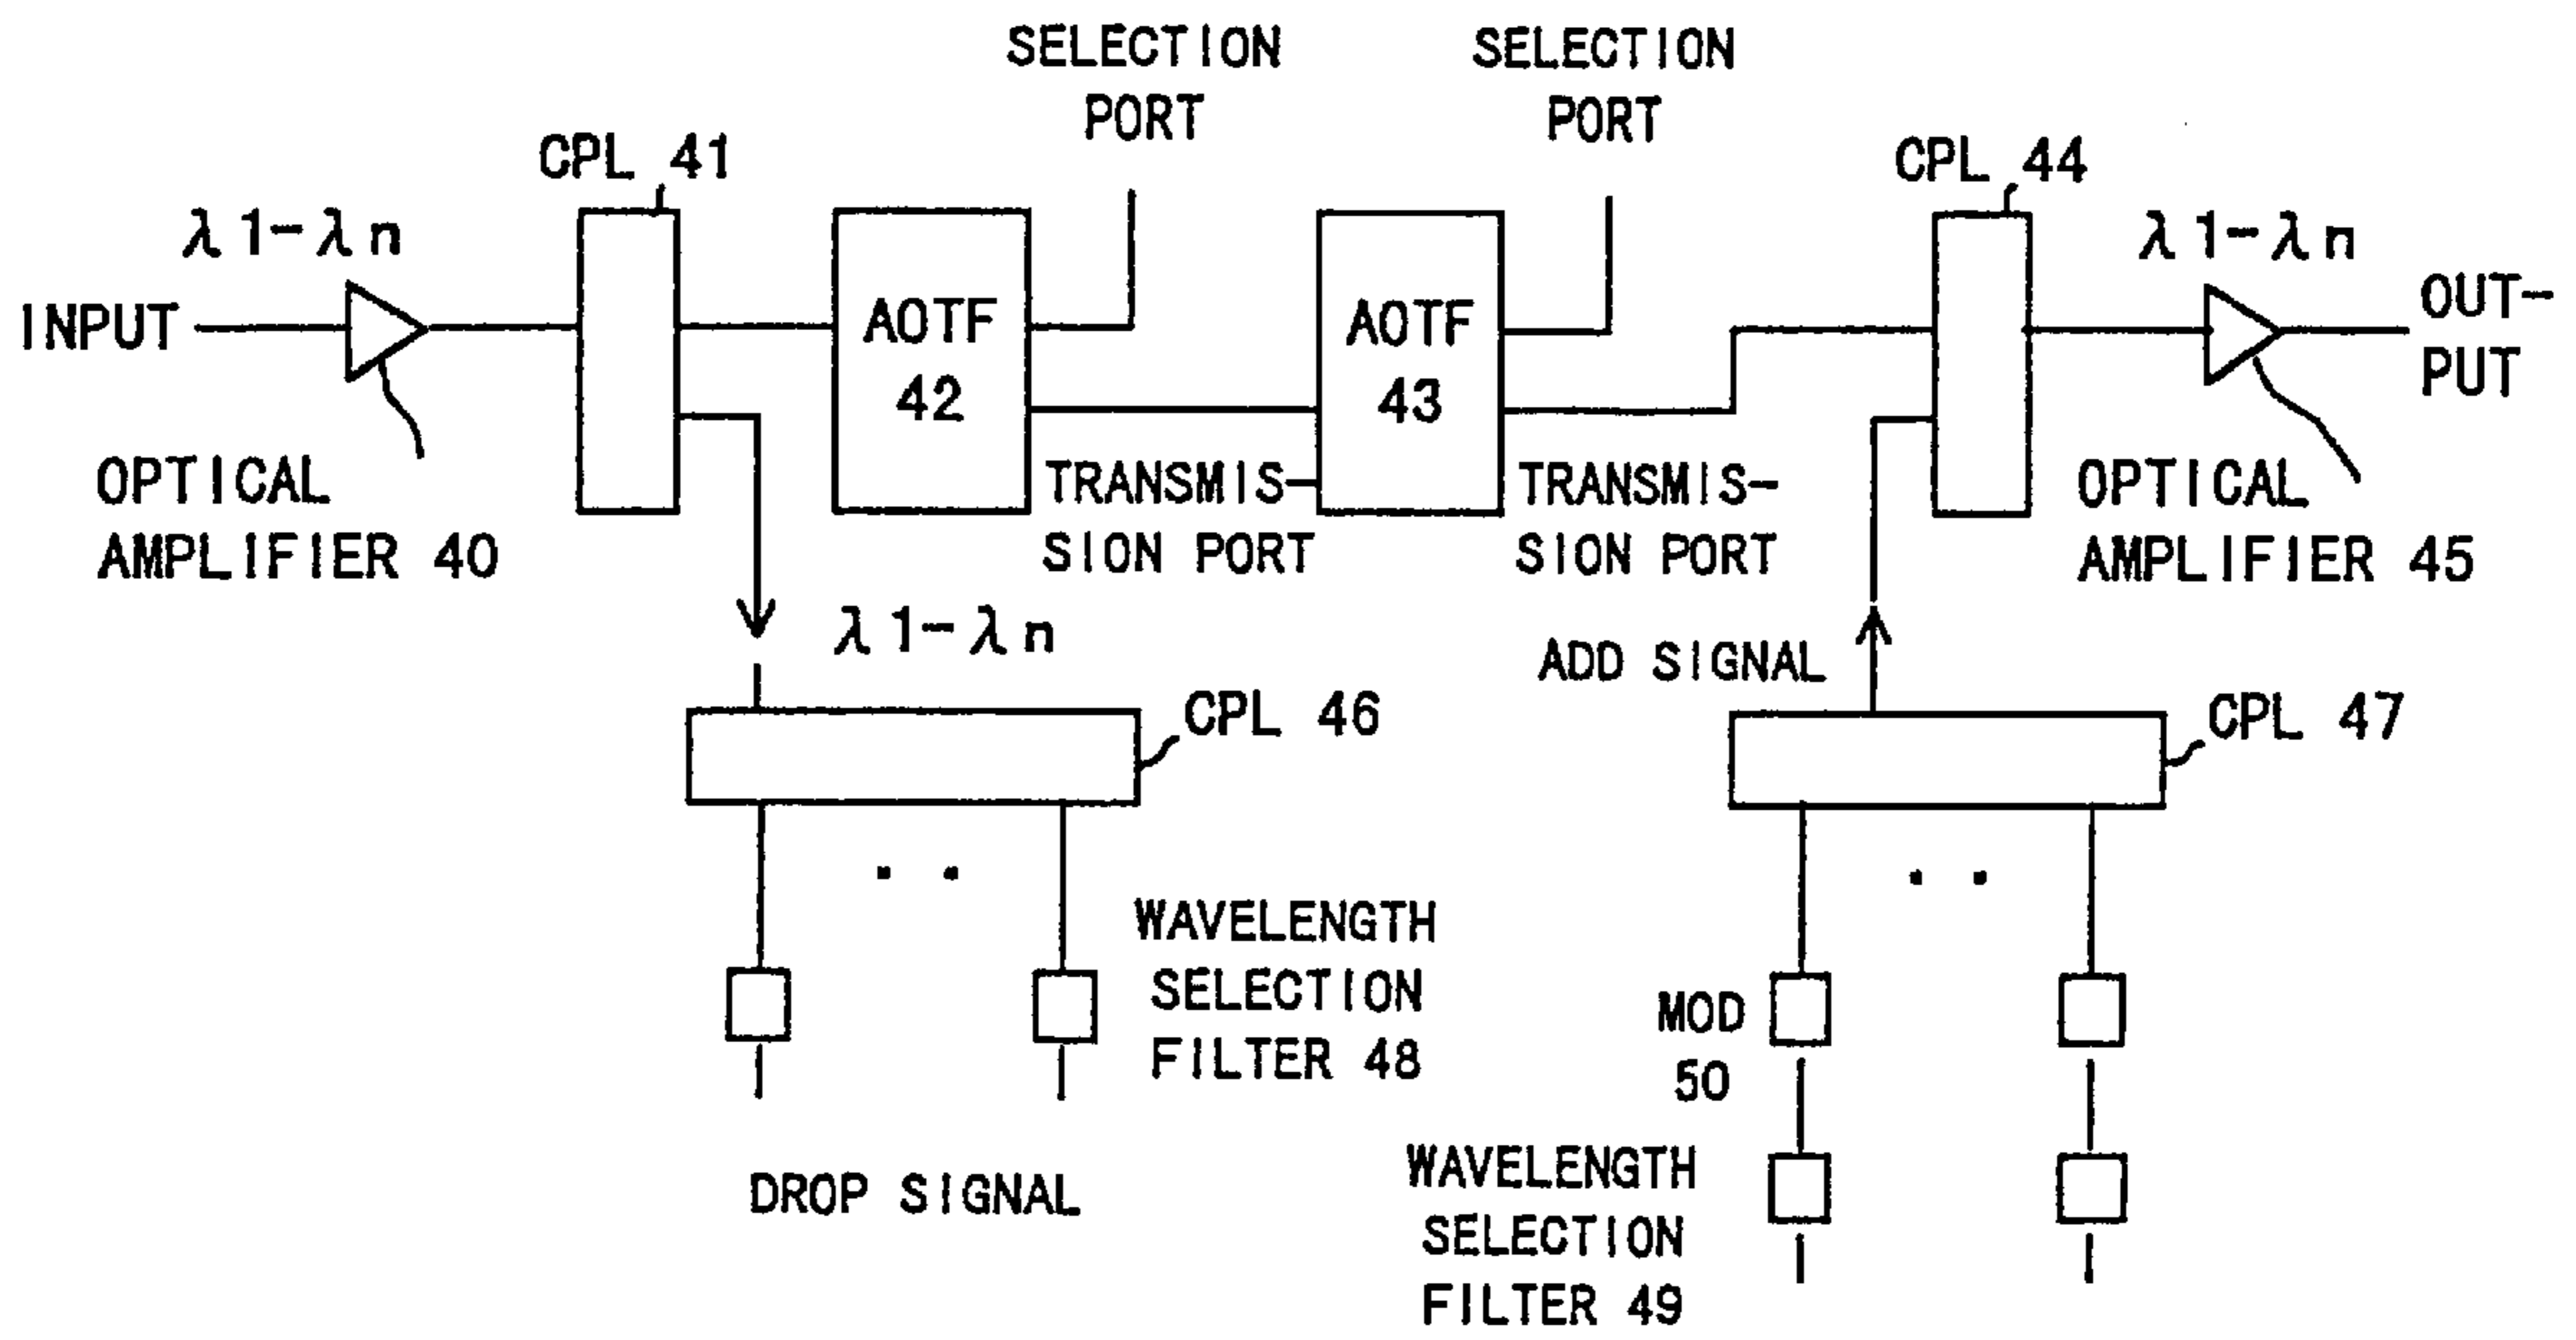 SELECTION
PORT
SELECTION
PORT
CPL 41
CPL 44
λ1-λn
λ1-λn
INPUT
AOTF
42
AOTF
43
OUT-
PUT
OPTICAL
AMPLIFIER 40
TRANSMIS-
SION PORT
TRANSMIS-
SION PORT
OPTICAL
AMPLIFIER 45
λ1-λn
ADD SIGNAL
CPL 46
CPL 47
WAVELENGTH
SELECTION
FILTER 48
MOD
50
DROP SIGNAL
WAVELENGTH
SELECTION
FILTER 49